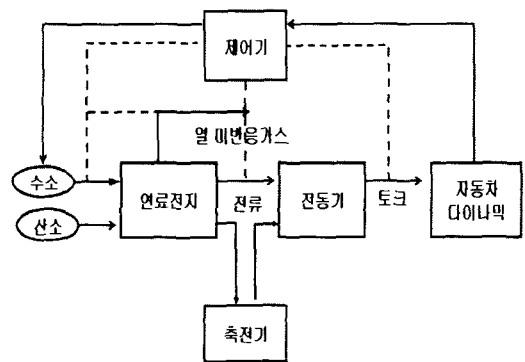 제어기
열 미반응가스
수소
연료전지
전류
전동기
토크
자동차
다이나믹
산소
축전기